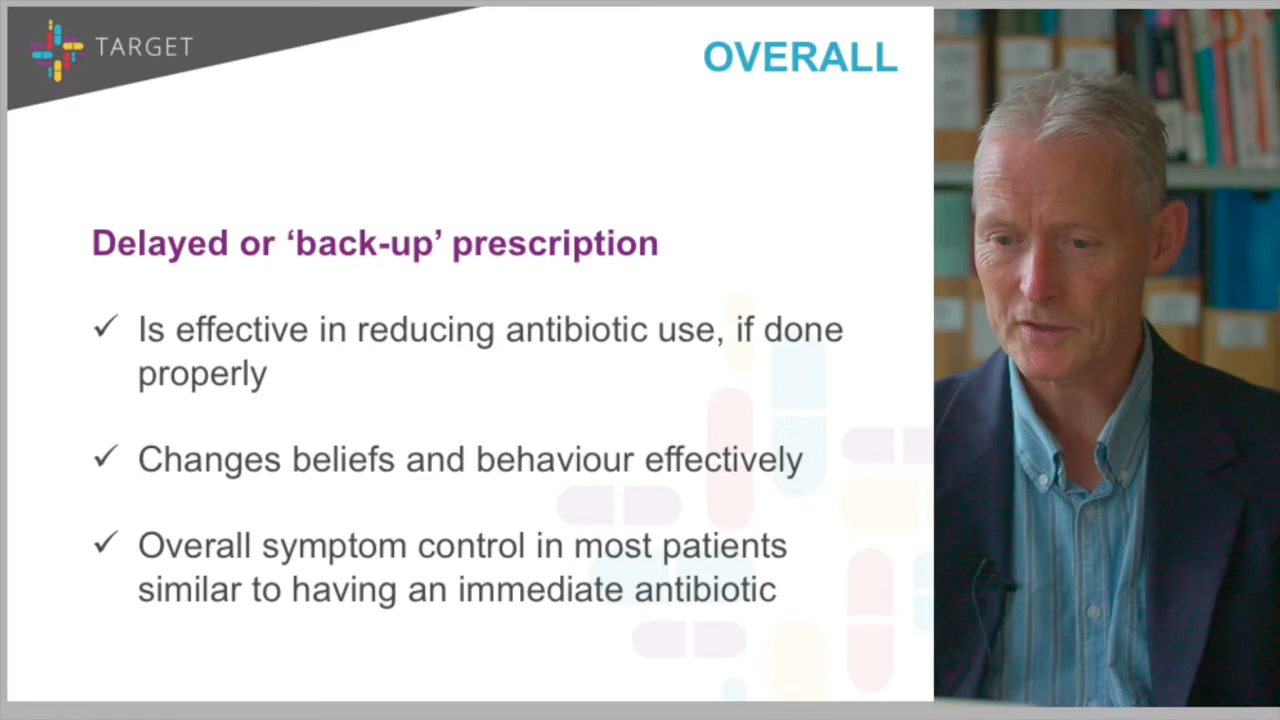 TARGET
OVERALL
Delayed or ‘back-up’ prescription
✓ Is effective in reducing antibiotic use, if done
properly
✓ Changes beliefs and behaviour effectively
✓ Overall symptom control in most patients
similar to having an immediate antibiotic